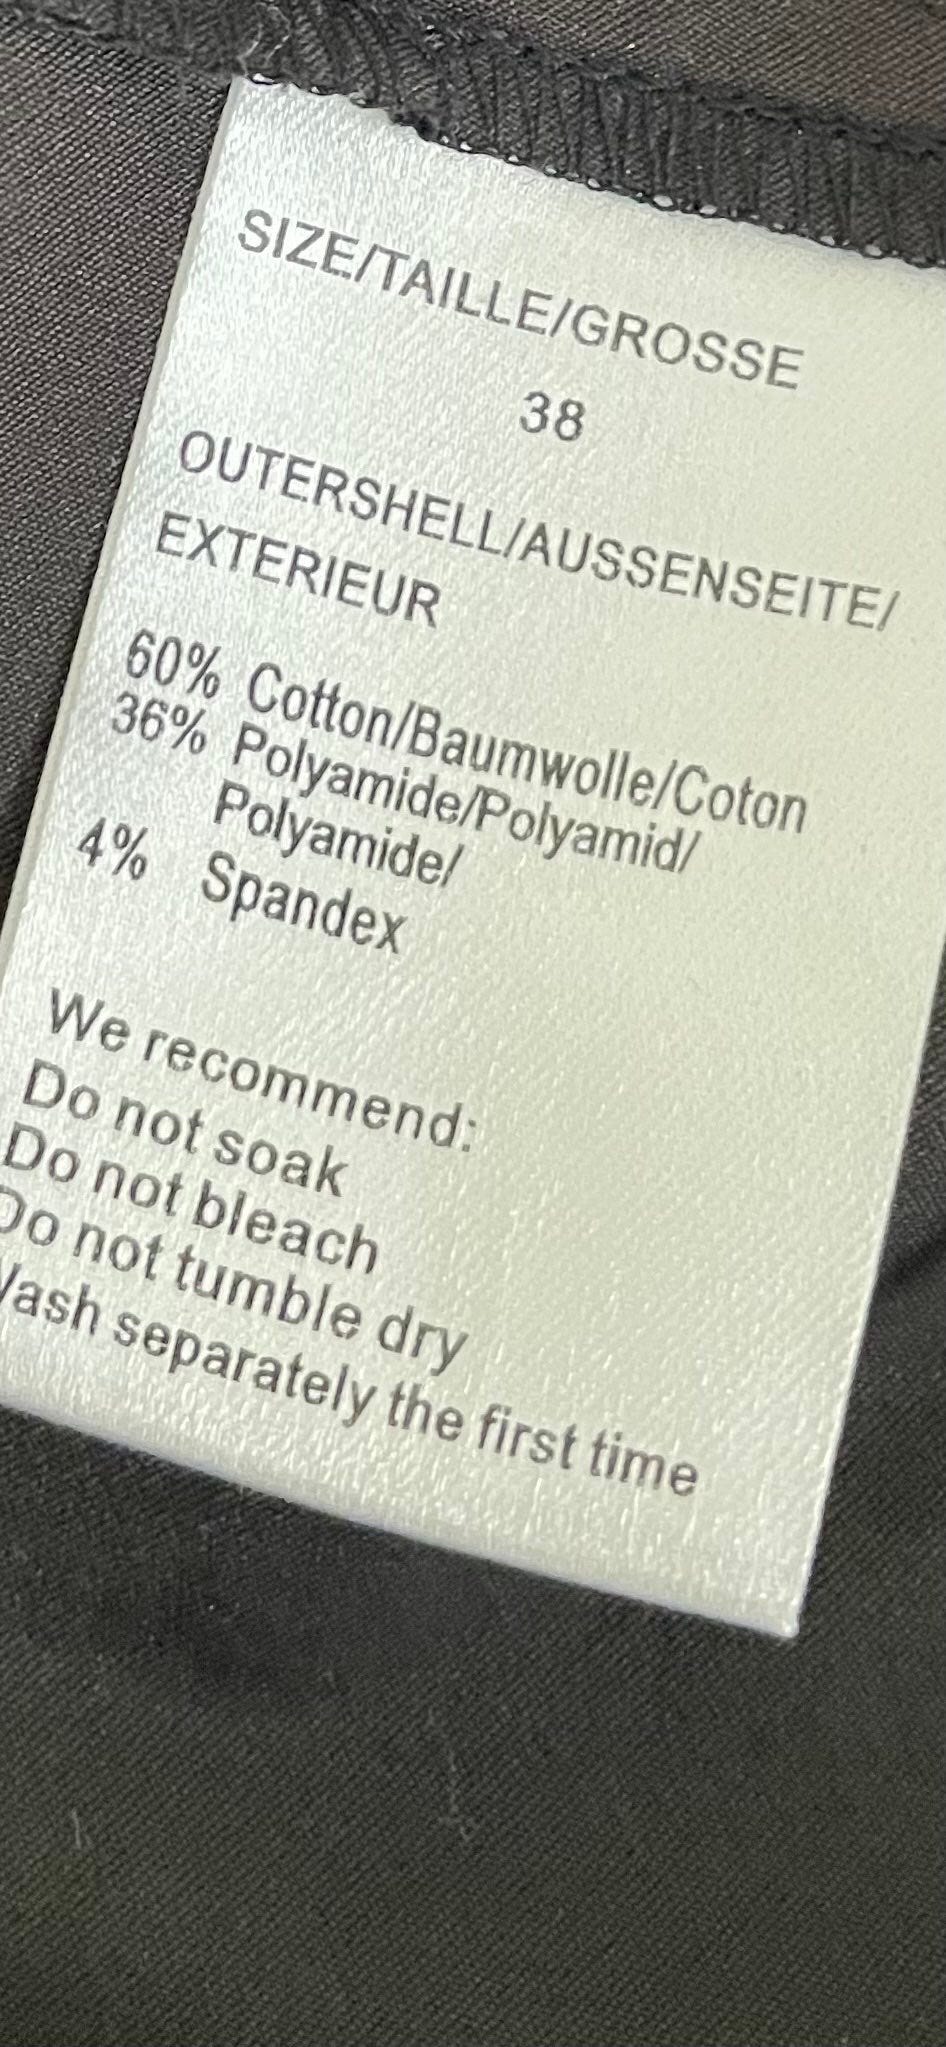 SIZE/TAILLE/GROSSE
38
OUTERSHELL/AUSSENSEITE/
EXTERIEUR
60% Cotton/Baumwolle/Coton
36% Polyamide/Polyamid/
Polyamide/
4% Spandex
We recommend:
Do not soak
Do not bleach
Do not tumble dry
Wash separately the first time